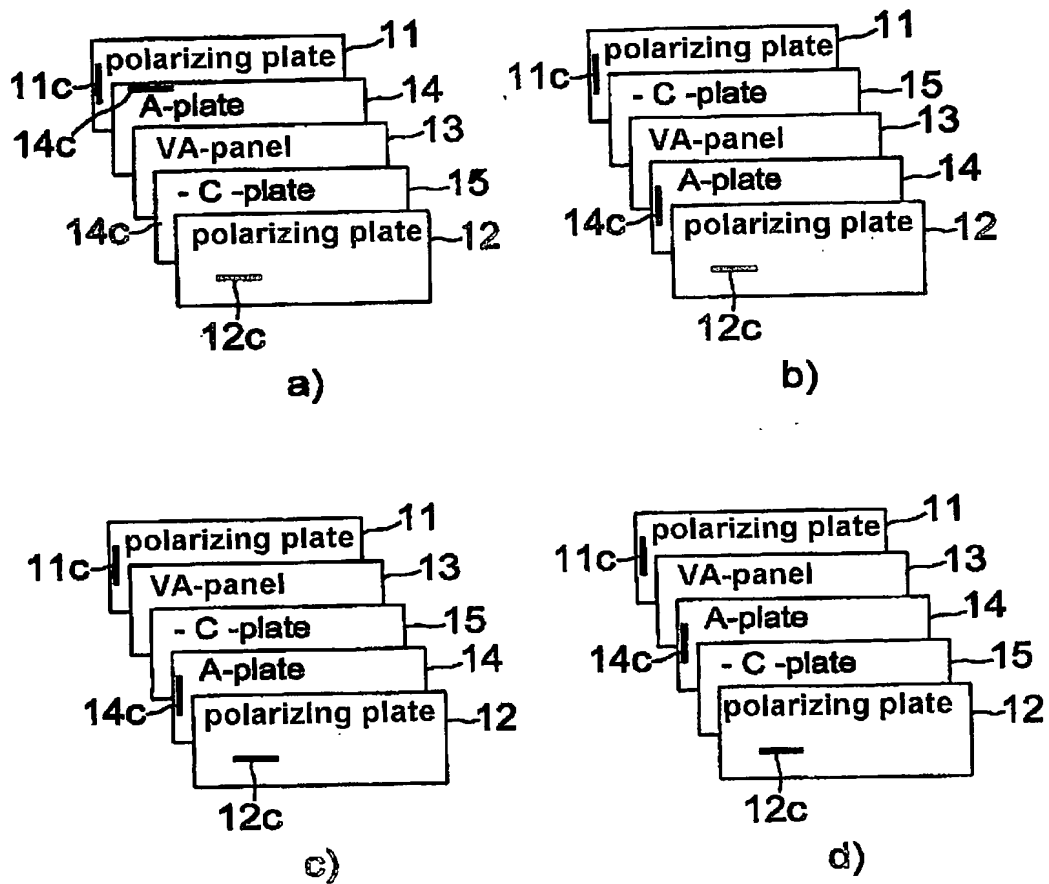 polarizing plate 11
11c
A-plate 14
14c
VA-panel 13
- C -plate 15
14c
polarizing plate 12
12c
a)
polarizing plate 11
11c
- C -plate 15
VA-panel 13
A-plate 14
14c
polarizing plate 12
12c
b)
polarizing plate 11
11c
VA-panel 13
- C -plate 15
A-plate 14
14c
polarizing plate 12
12c
c)
polarizing plate 11
11c
VA-panel 13
A-plate 14
14c
- C -plate 15
polarizing plate 12
12c
d)